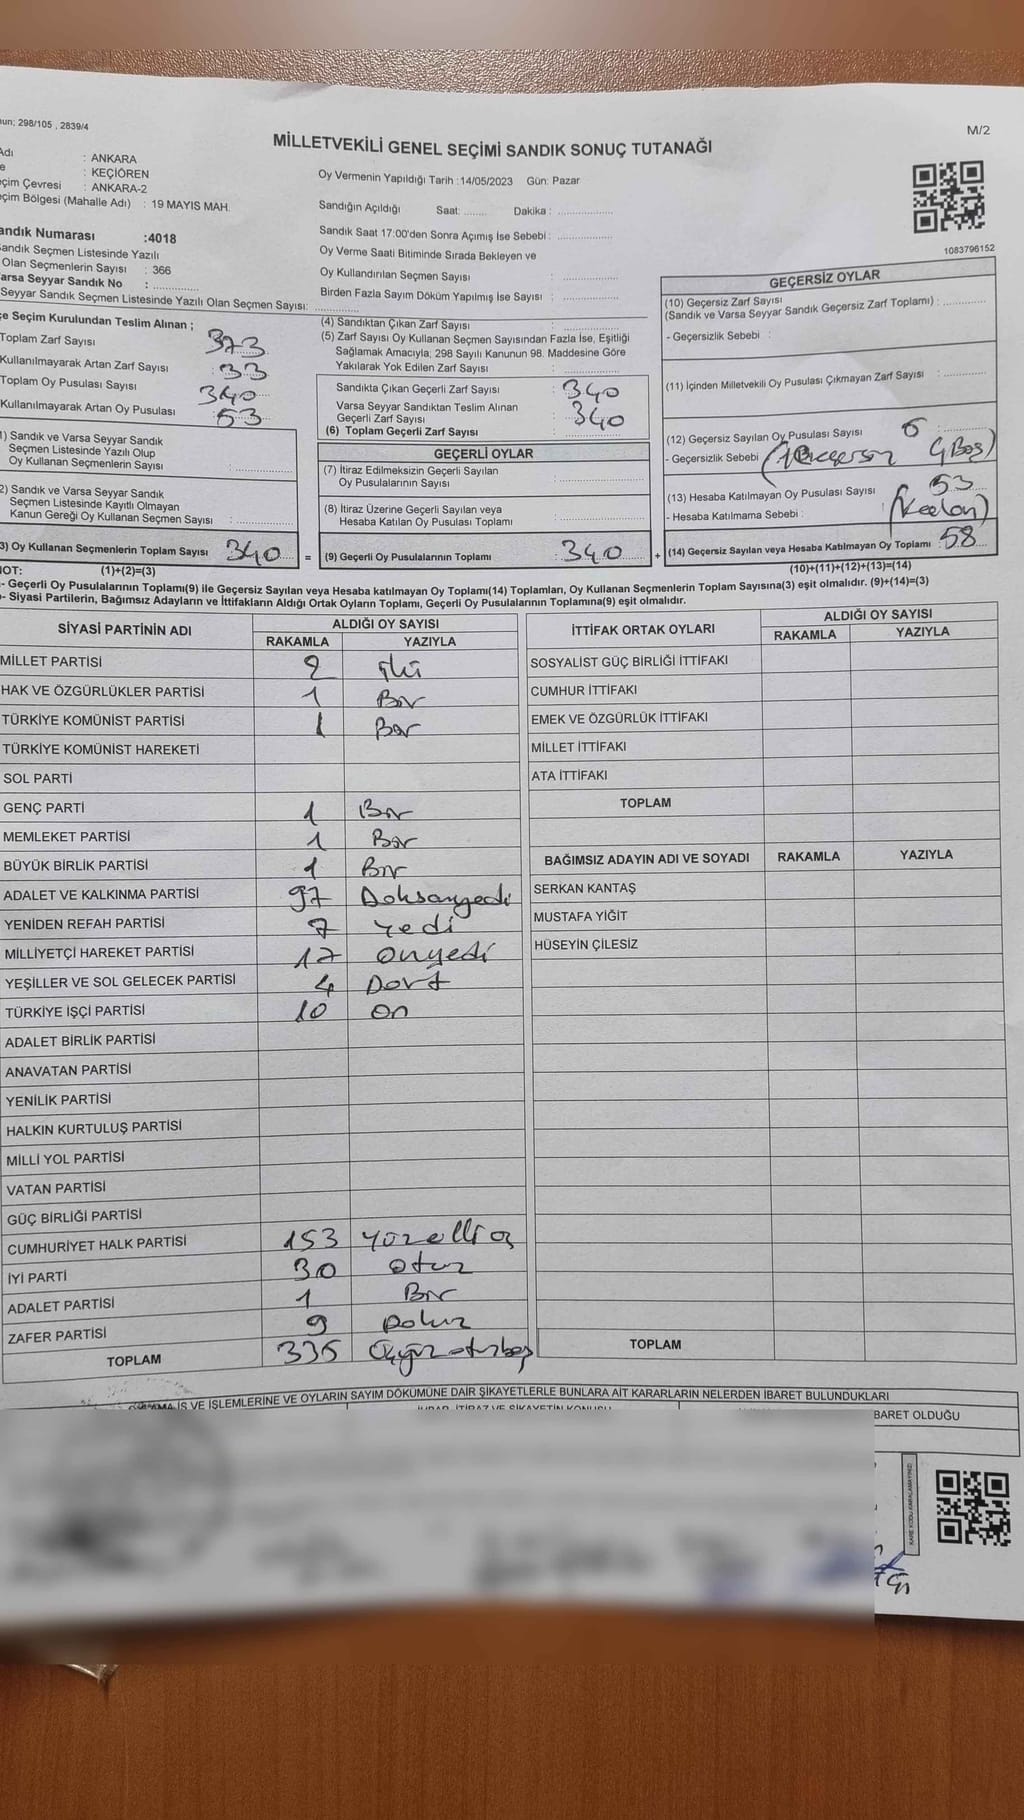 nun; 298/105 , 2839/4
M/2
MİLLETVEKİLİ GENEL SEÇİMİ SANDIK SONUÇ TUTANAĞI
Adı : ANKARA
e : KEÇİÖREN
eçim Çevresi : ANKARA-2
eçim Bölgesi (Mahalle Adı) : 19 MAYIS MAH.
Oy Vermenin Yapıldığı Tarih :14/05/2023 Gün: Pazar
Sandığın Açıldığı Saat: ........ Dakika : ................
Sandık Saat 17:00'den Sonra Açımış İse Sebebi : ................
Oy Verme Saati Bitiminde Sırada Bekleyen ve
Oy Kullandırılan Seçmen Sayısı : ................
Birden Fazla Sayım Döküm Yapılmış İse Sayısı : ................
1083796152
andık Numarası :4018
Sandık Seçmen Listesinde Yazılı
Olan Seçmenlerin Sayısı : 366
arsa Seyyar Sandık No : ............
Seyyar Sandık Seçmen Listesinde Yazılı Olan Seçmen Sayısı: ................
çe Seçim Kurulundan Teslim Alınan ;
Toplam Zarf Sayısı : 373
Kullanılmayarak Artan Zarf Sayısı : 33
Toplam Oy Pusulası Sayısı : 340
Kullanılmayarak Artan Oy Pusulası : 53
(4) Sandıktan Çıkan Zarf Sayısı : ................
(5) Zarf Sayısı Oy Kullanan Seçmen Sayısından Fazla İse, Eşitliği
Sağlamak Amacıyla; 298 Sayılı Kanunun 98. Maddesine Göre
Yakılarak Yok Edilen Zarf Sayısı : ................
Sandıkta Çıkan Geçerli Zarf Sayısı : 340
Varsa Seyyar Sandıktan Teslim Alınan
Geçerli Zarf Sayısı : 340
(6) Toplam Geçerli Zarf Sayısı : ................
GEÇERSİZ OYLAR
(10) Geçersiz Zarf Sayısı
(Sandık ve Varsa Seyyar Sandık Geçersiz Zarf Toplamı) : ............
- Geçersizlik Sebebi :
(11) İçinden Milletvekili Oy Pusulası Çıkmayan Zarf Sayısı : ............
(12) Geçersiz Sayılan Oy Pusulası Sayısı :
- Geçersizlik Sebebi
(13) Hesaba Katılmayan Oy Pusulası Sayısı : 53
- Hesaba Katılmama Sebebi :
(14) Geçersiz Sayılan veya Hesaba Katılmayan Oy Toplamı : 58
1) Sandık ve Varsa Seyyar Sandık
Seçmen Listesinde Yazılı Olup
Oy Kullanan Seçmenlerin Sayısı : ................
2) Sandık ve Varsa Seyyar Sandık
Seçmen Listesinde Kayıtlı Olmayan
Kanun Gereği Oy Kullanan Seçmen Sayısı : ................
3) Oy Kullanan Seçmenlerin Toplam Sayısı : 340 =
GEÇERLİ OYLAR
(7) İtiraz Edilmeksizin Geçerli Sayılan
Oy Pusulalarının Sayısı : ................
(8) İtiraz Üzerine Geçerli Sayılan veya
Hesaba Katılan Oy Pusulası Toplamı : ................
(9) Geçerli Oy Pusulalarının Toplamı : 340 +
NOT: (1)+(2)=(3)
(10)+(11)+(12)+(13)=(14)
- Geçerli Oy Pusulalarının Toplamı(9) ile Geçersiz Sayılan veya Hesaba katılmayan Oy Toplamı(14) Toplamları, Oy Kullanan Seçmenlerin Toplam Sayısına(3) eşit olmalıdır. (9)+(14)=(3)
- Siyasi Partilerin, Bağımsız Adayların ve İttifakların Aldığı Ortak Oyların Toplamı, Geçerli Oy Pusulalarının Toplamına(9) eşit olmalıdır.
SİYASİ PARTİNİN ADI ALDIĞI OY SAYISI
RAKAMLA YAZIYLA
MİLLET PARTİSİ 2 iki
HAK VE ÖZGÜRLÜKLER PARTİSİ 1 Bir
TÜRKİYE KOMÜNİST PARTİSİ 1 Bir
TÜRKİYE KOMÜNİST HAREKETİ
SOL PARTİ
GENÇ PARTİ 1 Bir
MEMLEKET PARTİSİ 1 Bir
BÜYÜK BİRLİK PARTİSİ 1 Bir
ADALET VE KALKINMA PARTİSİ 97 Doksanyedi
YENİDEN REFAH PARTİSİ 7 Yedi
MİLLİYETÇİ HAREKET PARTİSİ 17 onyedi
YEŞİLLER VE SOL GELECEK PARTİSİ 4 Dört
TÜRKİYE İŞÇİ PARTİSİ 10 on
ADALET BİRLİK PARTİSİ
ANAVATAN PARTİSİ
YENİLİK PARTİSİ
HALKIN KURTULUŞ PARTİSİ
MİLLİ YOL PARTİSİ
VATAN PARTİSİ
GÜÇ BİRLİĞİ PARTİSİ
CUMHURİYET HALK PARTİSİ 153 Yüzelli üç
İYİ PARTİ 30 otuz
ADALET PARTİSİ 1 Bir
ZAFER PARTİSİ 9 Dokuz
TOPLAM 335 Üçyüz otuzbeş
İTTİFAK ORTAK OYLARI ALDIĞI OY SAYISI
RAKAMLA YAZIYLA
SOSYALİST GÜÇ BİRLİĞİ İTTİFAKI
CUMHUR İTTİFAKI
EMEK VE ÖZGÜRLÜK İTTİFAKI
MİLLET İTTİFAKI
ATA İTTİFAKI
TOPLAM
BAĞIMSIZ ADAYIN ADI VE SOYADI RAKAMLA YAZIYLA
SERKAN KANTAŞ
MUSTAFA YİĞİT
HÜSEYİN ÇİLESİZ
TOPLAM
İŞ VE İŞLEMLERİNE VE OYLARIN SAYIM DÖKÜMÜNE DAİR ŞİKAYETLERLE BUNLARA AİT KARARLARIN NELERDEN İBARET BULUNDUKLARI
BARET OLDUĞU